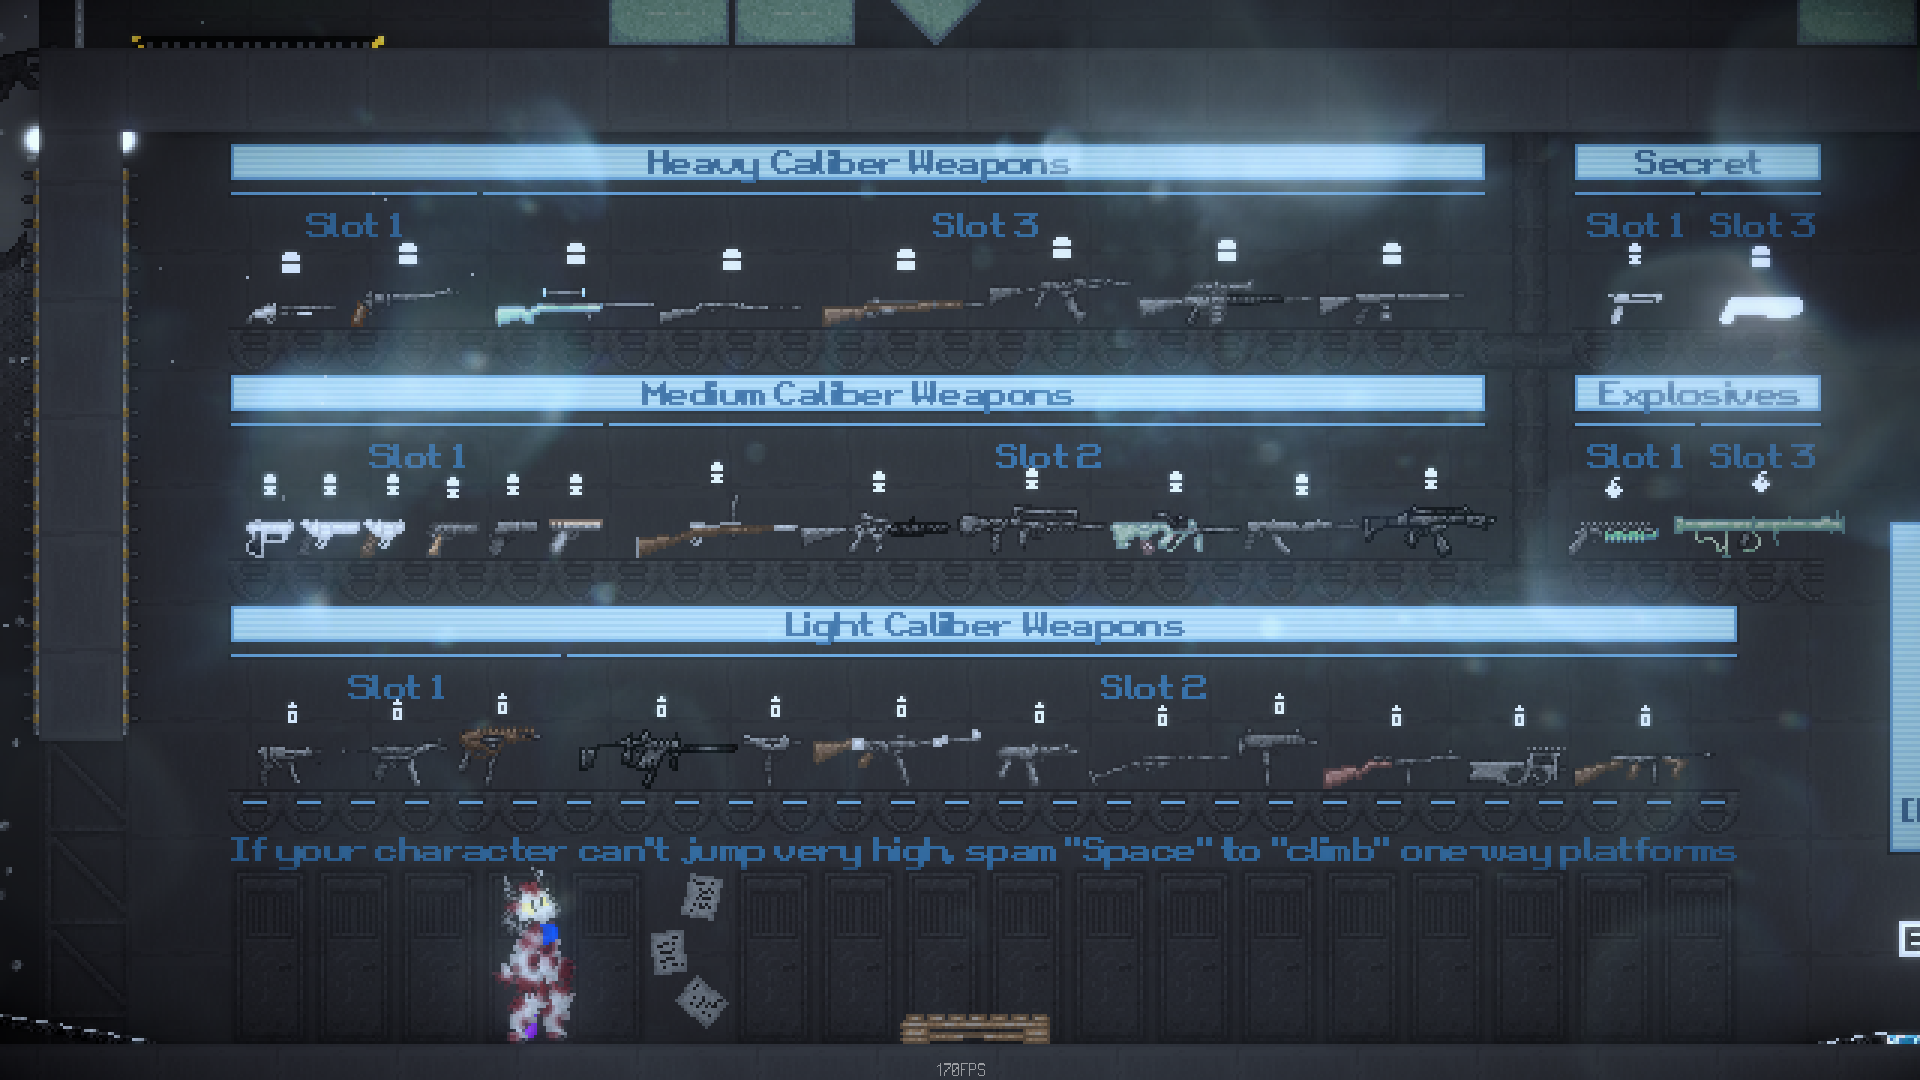 Heavy Caliber Weapons
Secret
Slot 1
Slot 3
Slot 1
Slot 3
Medium Caliber Weapons
Explosives
Slot 1
Slot 2
Slot 1
Slot 3
Light Caliber Weapons
Slot 1
Slot 2
If your character can't jump very high, spam "Space" to "climb" one-way platforms
E
170FPS